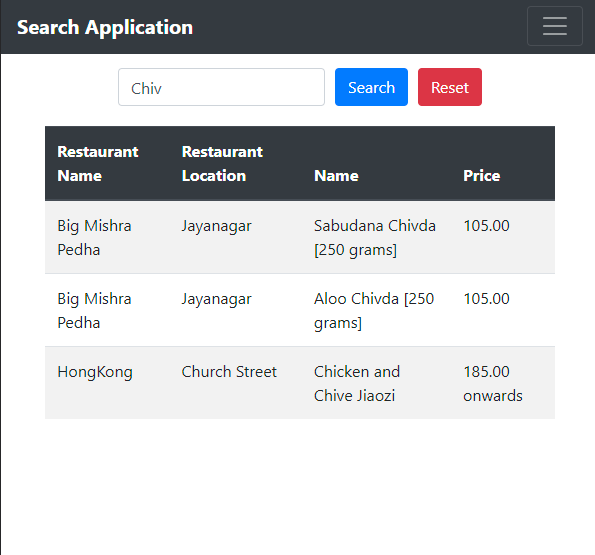 Search Application
Chiv Search Reset
Restaurant Name Restaurant Location Name Price
Big Mishra Pedha Jayanagar Sabudana Chivda [250 grams] 105.00
Big Mishra Pedha Jayanagar Aloo Chivda [250 grams] 105.00
HongKong Church Street Chicken and Chive Jiaozi 185.00 onwards